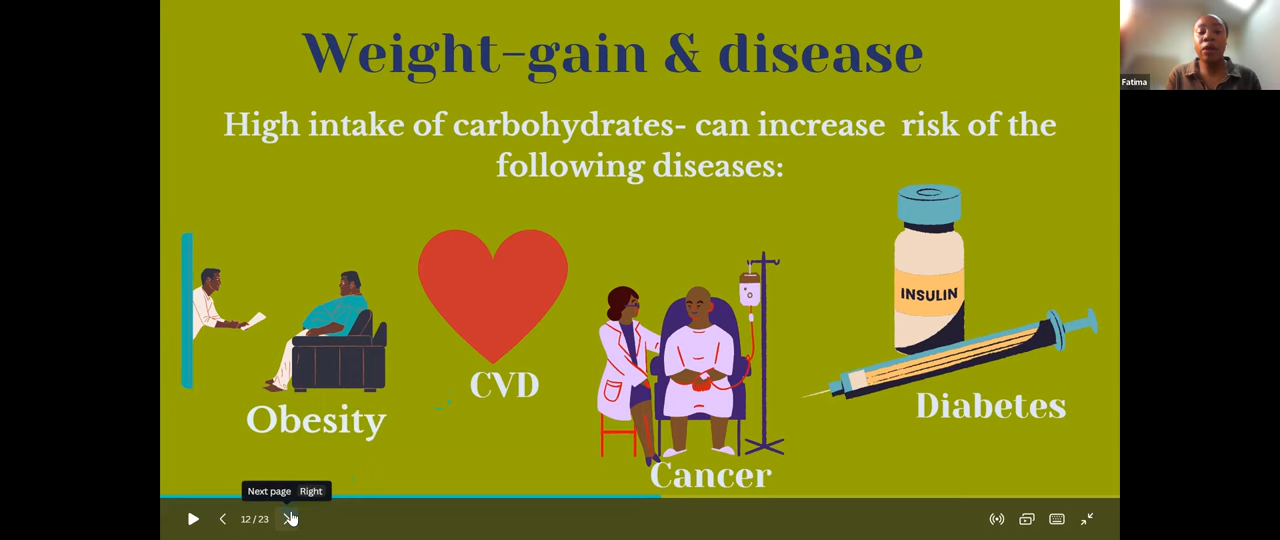 Weight-gain & disease
Fatima
High intake of carbohydrates- can increase risk of the
following diseases:
INSULIN
CVD
Diabetes
Obesity
Cancer
Next page Right
12 / 23